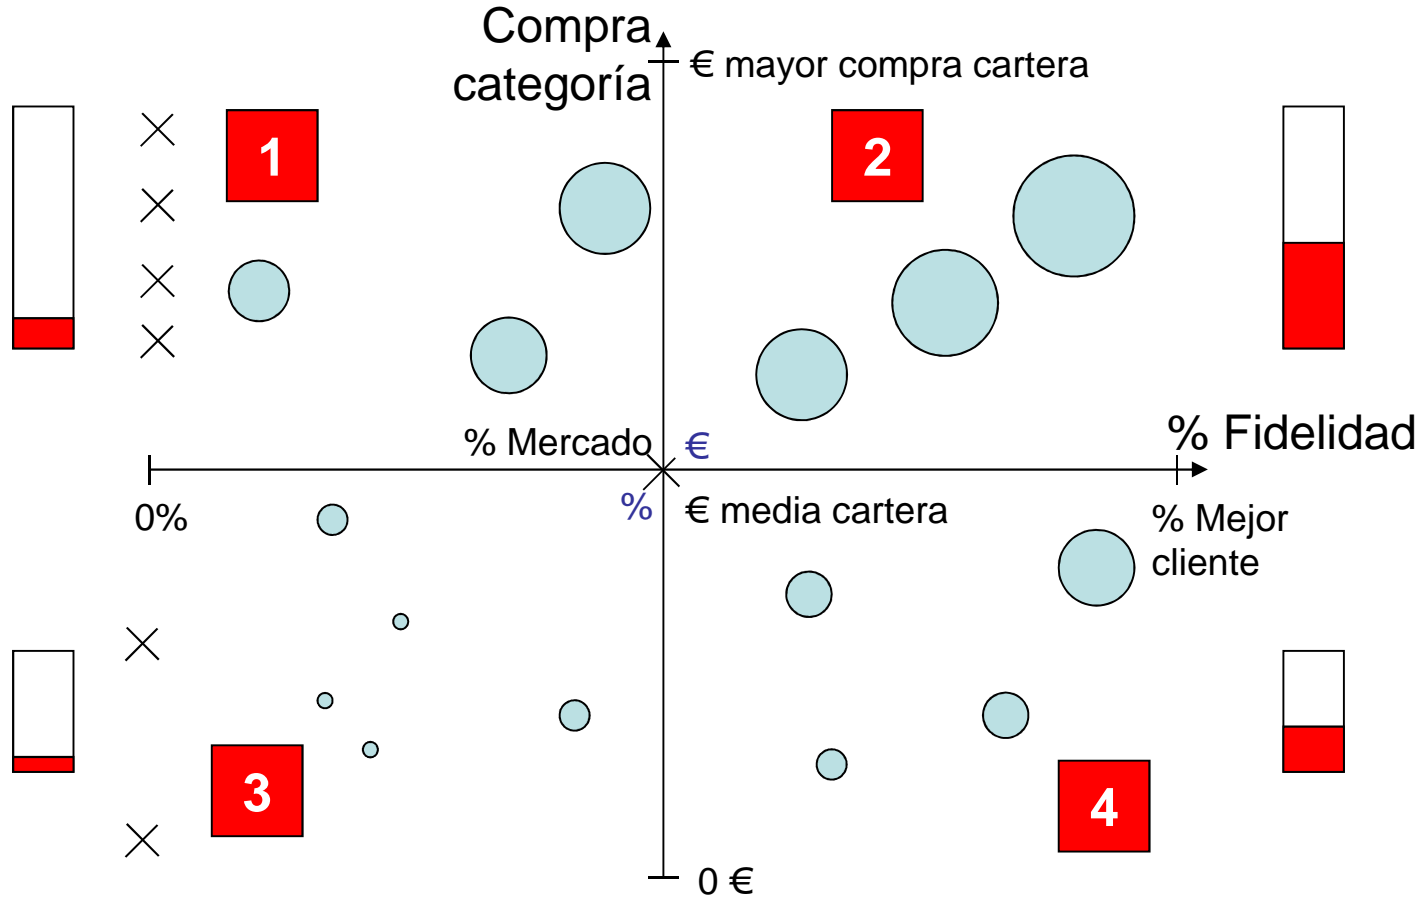 Compra
categoría
€ mayor compra cartera
1
2
% Mercado
€
% Fidelidad
0%
%
€ media cartera
% Mejor
cliente
3
4
0 €